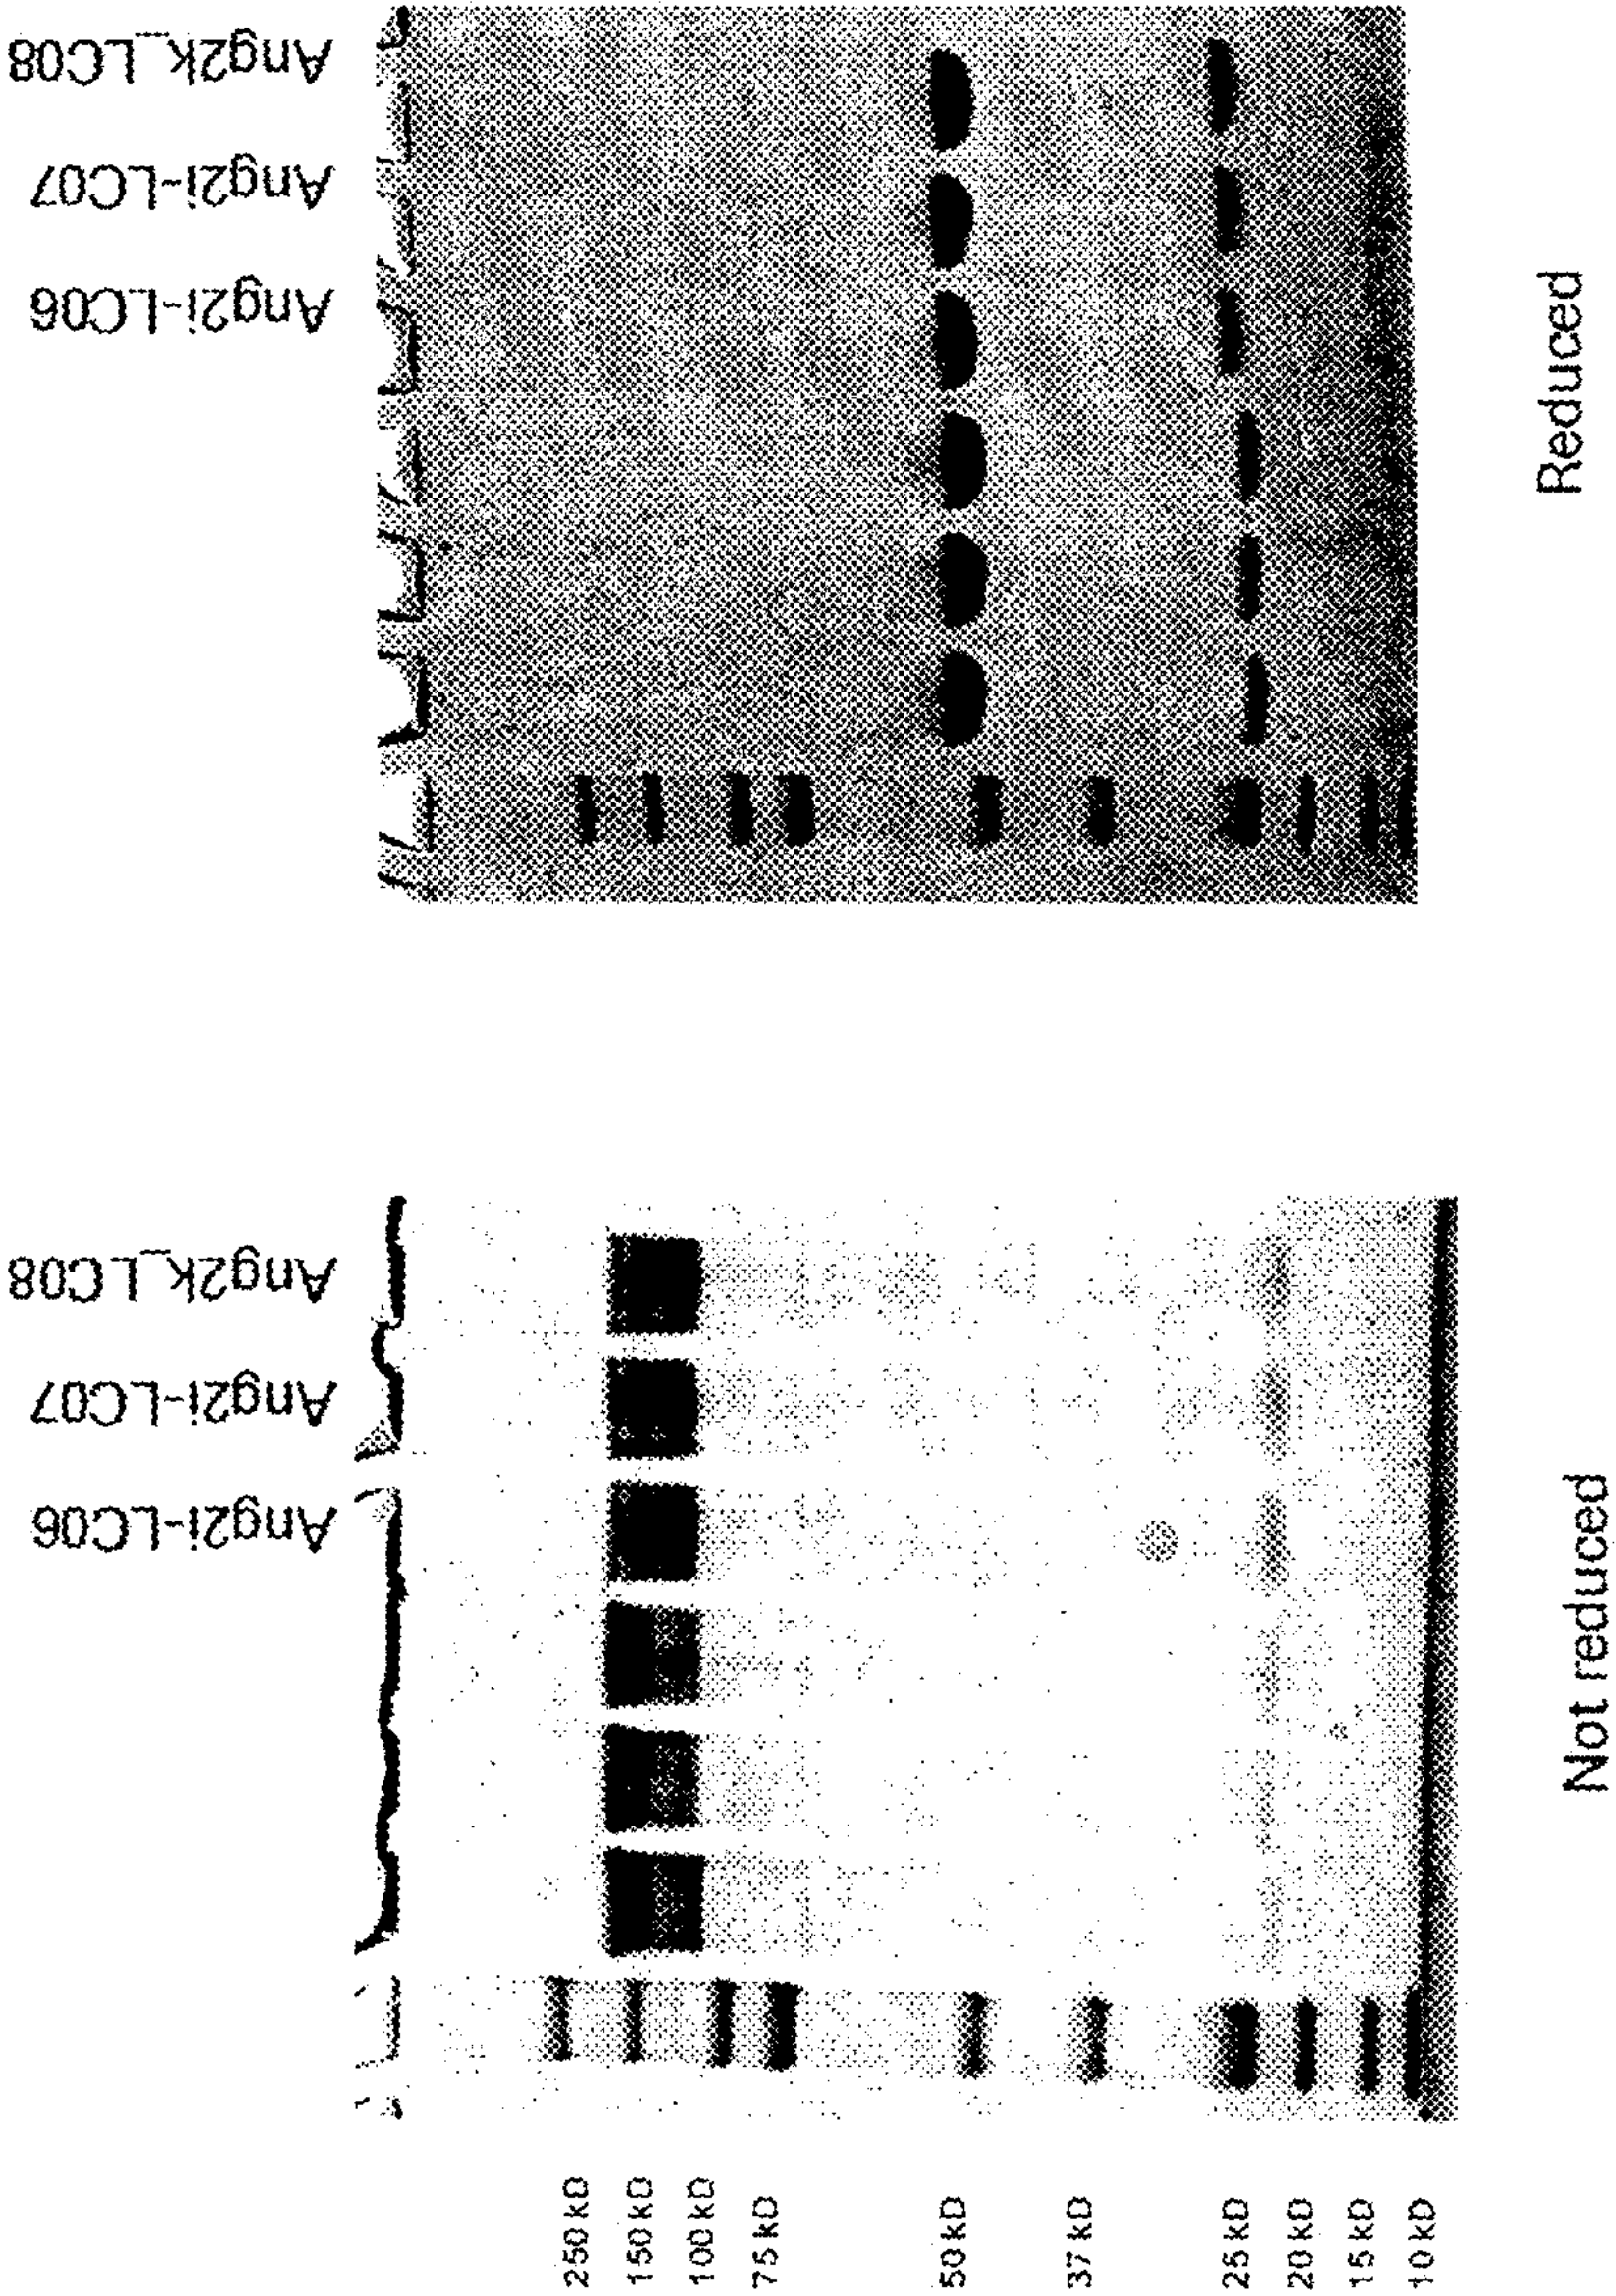 Ang2i-LC06
Ang2i-LC07
Ang2k_LC08
Ang2i-LC06
Ang2i-LC07
Ang2k_LC08
250 kD
150 kD
100 kD
75 kD
50 kD
37 kD
25 kD
20 kD
15 kD
10 kD
Not reduced
Reduced